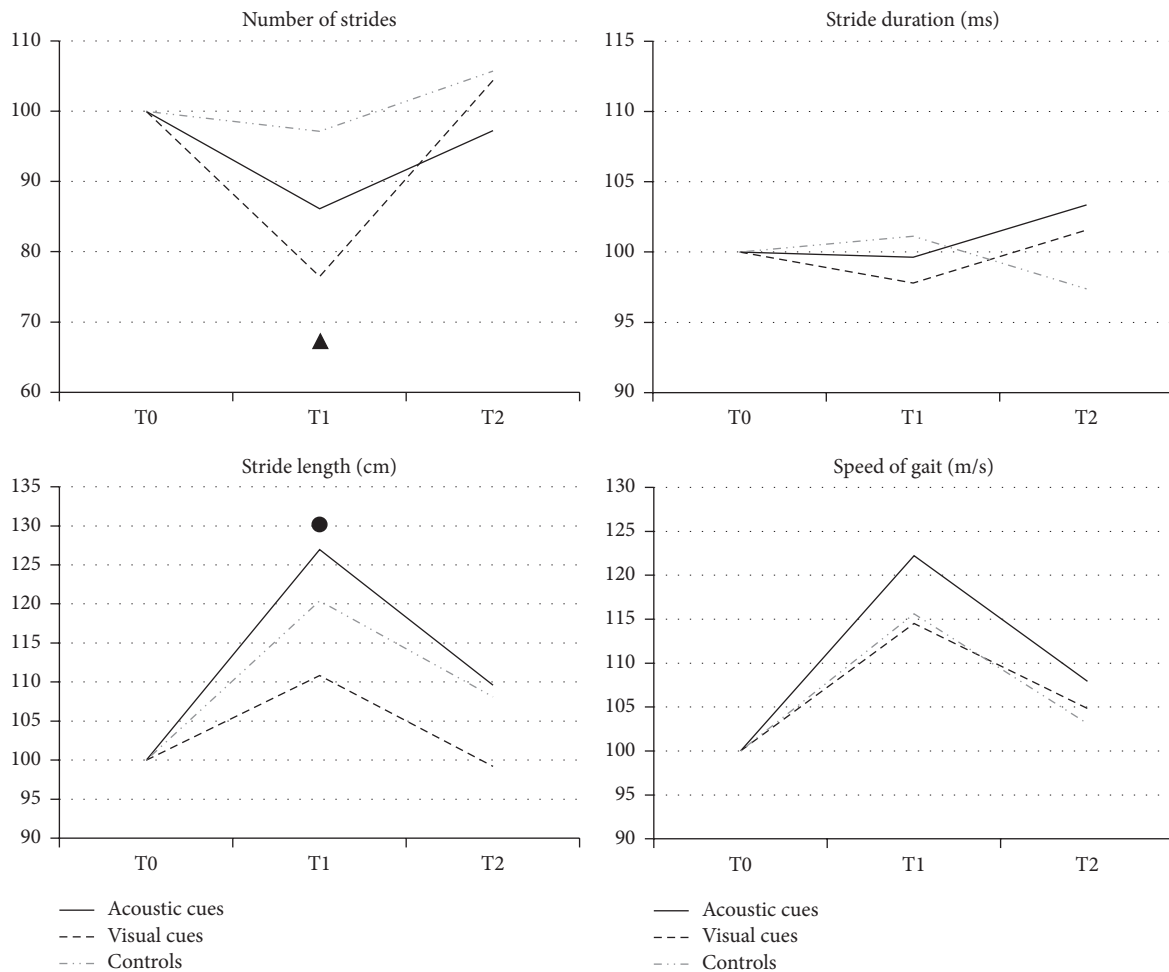 Number of strides
110
100
90
80
70
60
T0 T1 T2
Stride duration (ms)
115
110
105
100
95
90
T0 T1 T2
Stride length (cm)
135
130
125
120
115
110
105
100
95
90
T0 T1 T2
Acoustic cues
Visual cues
Controls
Speed of gait (m/s)
130
125
120
115
110
105
100
95
90
T0 T1 T2
Acoustic cues
Visual cues
Controls